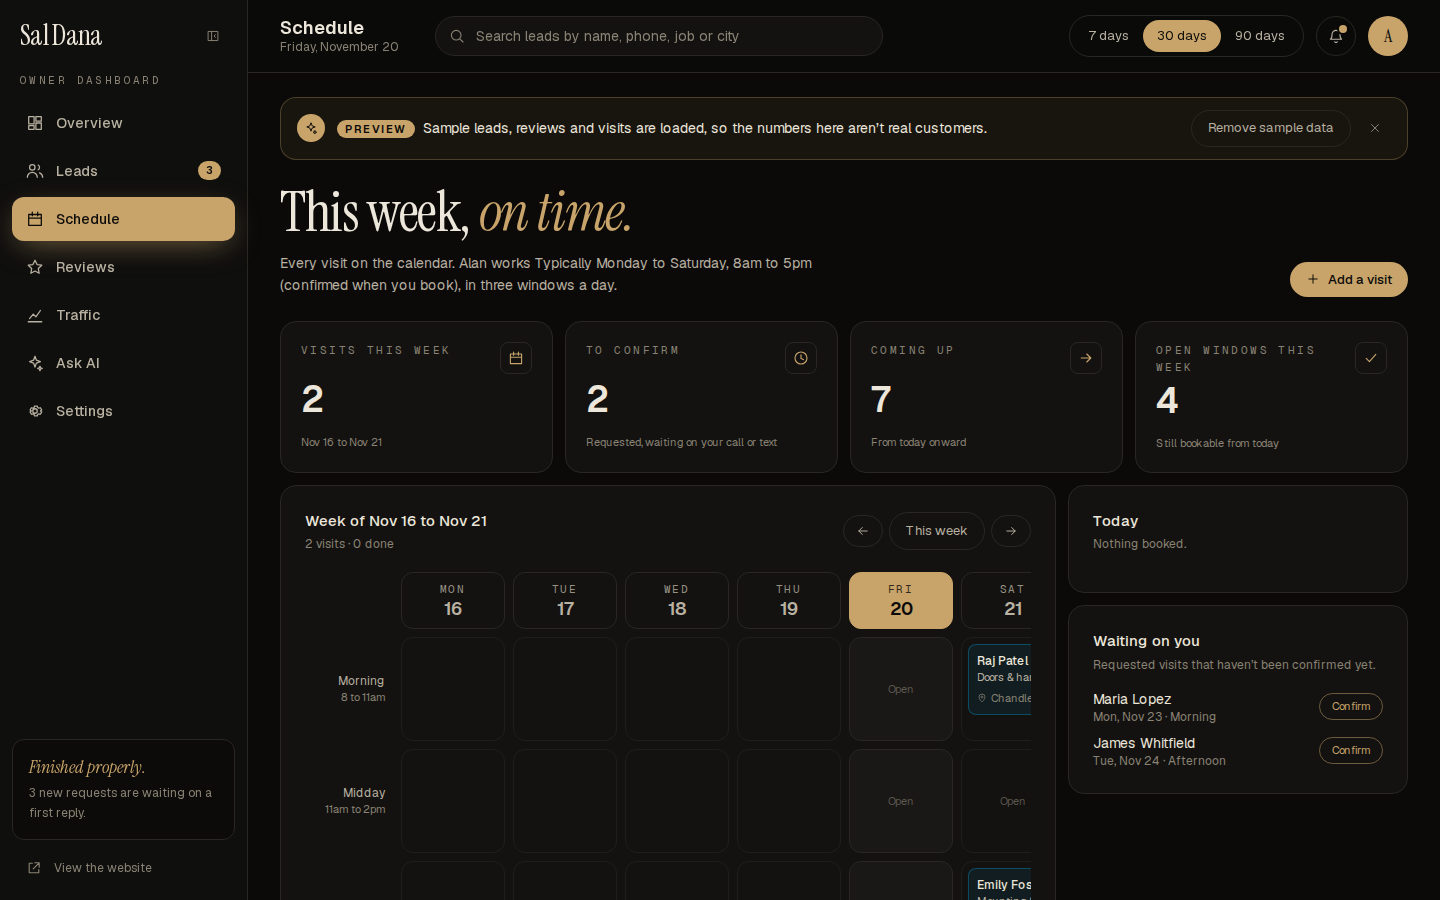 SalDana
OWNER DASHBOARD
Overview
Leads 3
Schedule
Reviews
Traffic
Ask AI
Settings
Finished properly.
3 new requests are waiting on a
first reply.
View the website
Schedule
Friday, November 20
Search leads by name, phone, job or city
7 days 30 days 90 days
A
PREVIEW Sample leads, reviews and visits are loaded, so the numbers here aren't real customers.
Remove sample data
This week, on time.
Every visit on the calendar. Alan works Typically Monday to Saturday, 8am to 5pm
(confirmed when you book), in three windows a day.
Add a visit
VISITS THIS WEEK
2
Nov 16 to Nov 21
TO CONFIRM
2
Requested, waiting on your call or text
COMING UP
7
From today onward
OPEN WINDOWS THIS
WEEK
4
Still bookable from today
Week of Nov 16 to Nov 21
2 visits · 0 done
This week
MON TUE WED THU FRI SAT
16 17 18 19 20 21
Morning
8 to 11am
Open
Raj Patel
Doors & har
Chandle
Midday
11am to 2pm
Open
Open
Emily Fos
Today
Nothing booked.
Waiting on you
Requested visits that haven't been confirmed yet.
Maria Lopez
Mon, Nov 23 · Morning
Confirm
James Whitfield
Tue, Nov 24 · Afternoon
Confirm